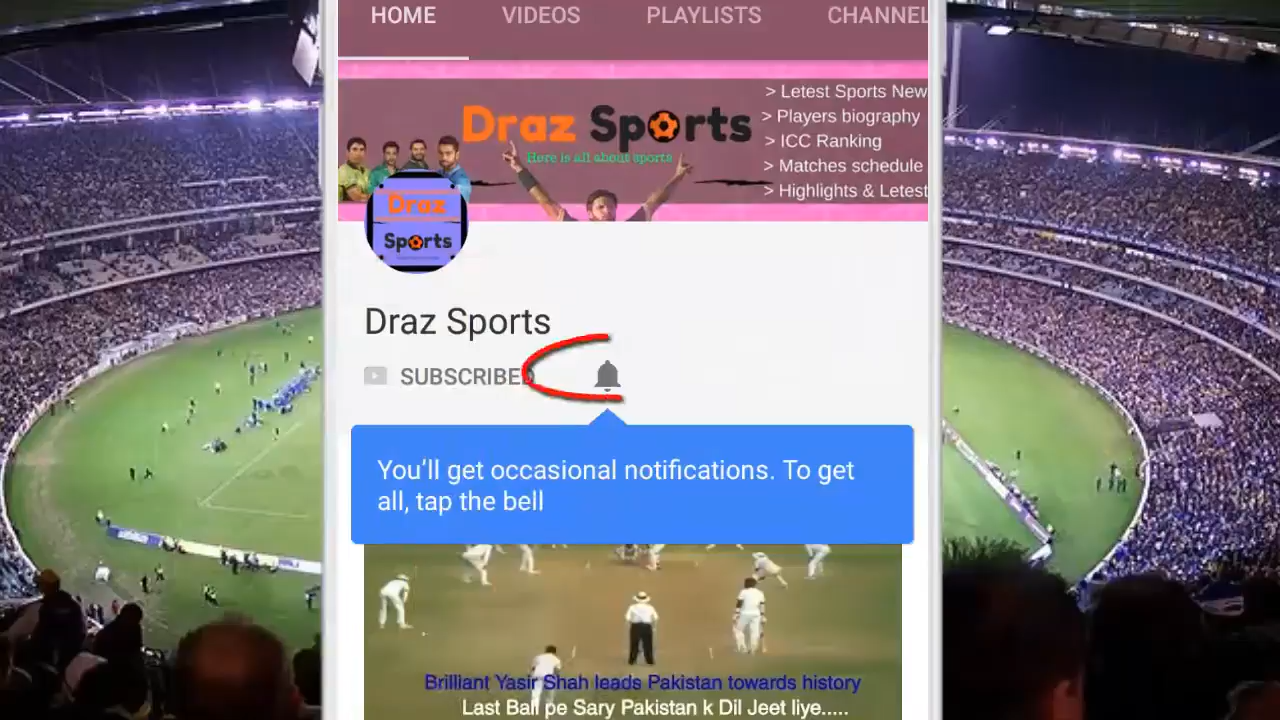 HOME VIDEOS PLAYLISTS CHANNEL
> Letest Sports New
> Players biography
> ICC Ranking
> Matches schedule
> Highlights & Letest
Draz Sports
Here is all about sports
Draz
Sports
Draz Sports
SUBSCRIBED
You'll get occasional notifications. To get
all, tap the bell
Brilliant Yasir Shah leads Pakistan towards history
Last Ball pe Sary Pakistan k Dil Jeet liye.....